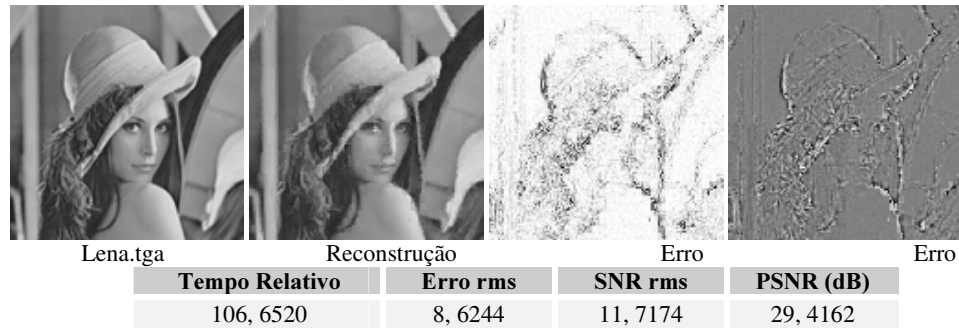 Lena.tga Reconstrução Erro Erro
Tempo Relativo Erro rms SNR rms PSNR (dB)
106, 6520 8, 6244 11, 7174 29, 4162